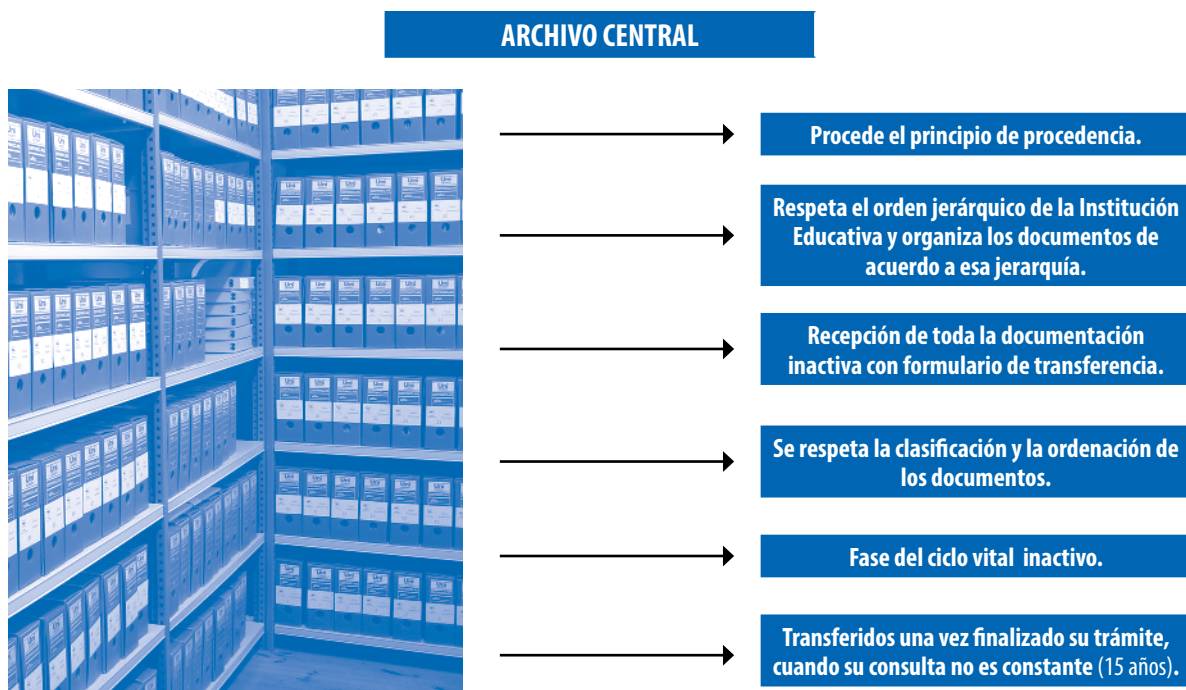 ARCHIVO CENTRAL
Procede el principio de procedencia.
Respeta el orden jerárquico de la Institución
Educativa y organiza los documentos de
acuerdo a esa jerarquía.
Recepción de toda la documentación
inactiva con formulario de transferencia.
Se respeta la clasificación y la ordenación de
los documentos.
Fase del ciclo vital inactivo.
Transferidos una vez finalizado su trámite,
cuando su consulta no es constante (15 años).